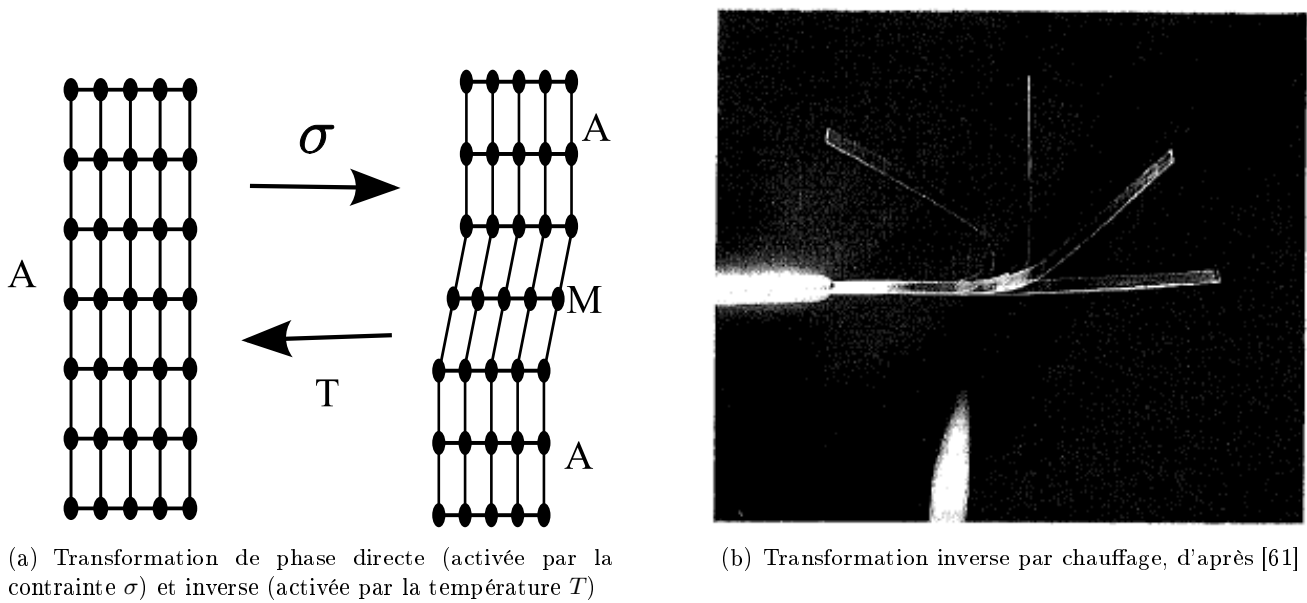 σ
A
A
M
T
A
(a) Transformation de phase directe (activée par la
contrainte σ) et inverse (activée par la température T)
(b) Transformation inverse par chauffage, d'après [61]